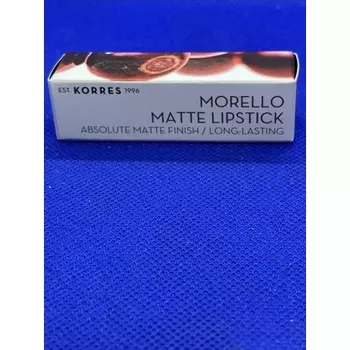 EST. KORRES 1996
MORELLO
MATTE LIPSTICK
ABSOLUTE MATTE FINISH / LONG-LASTING